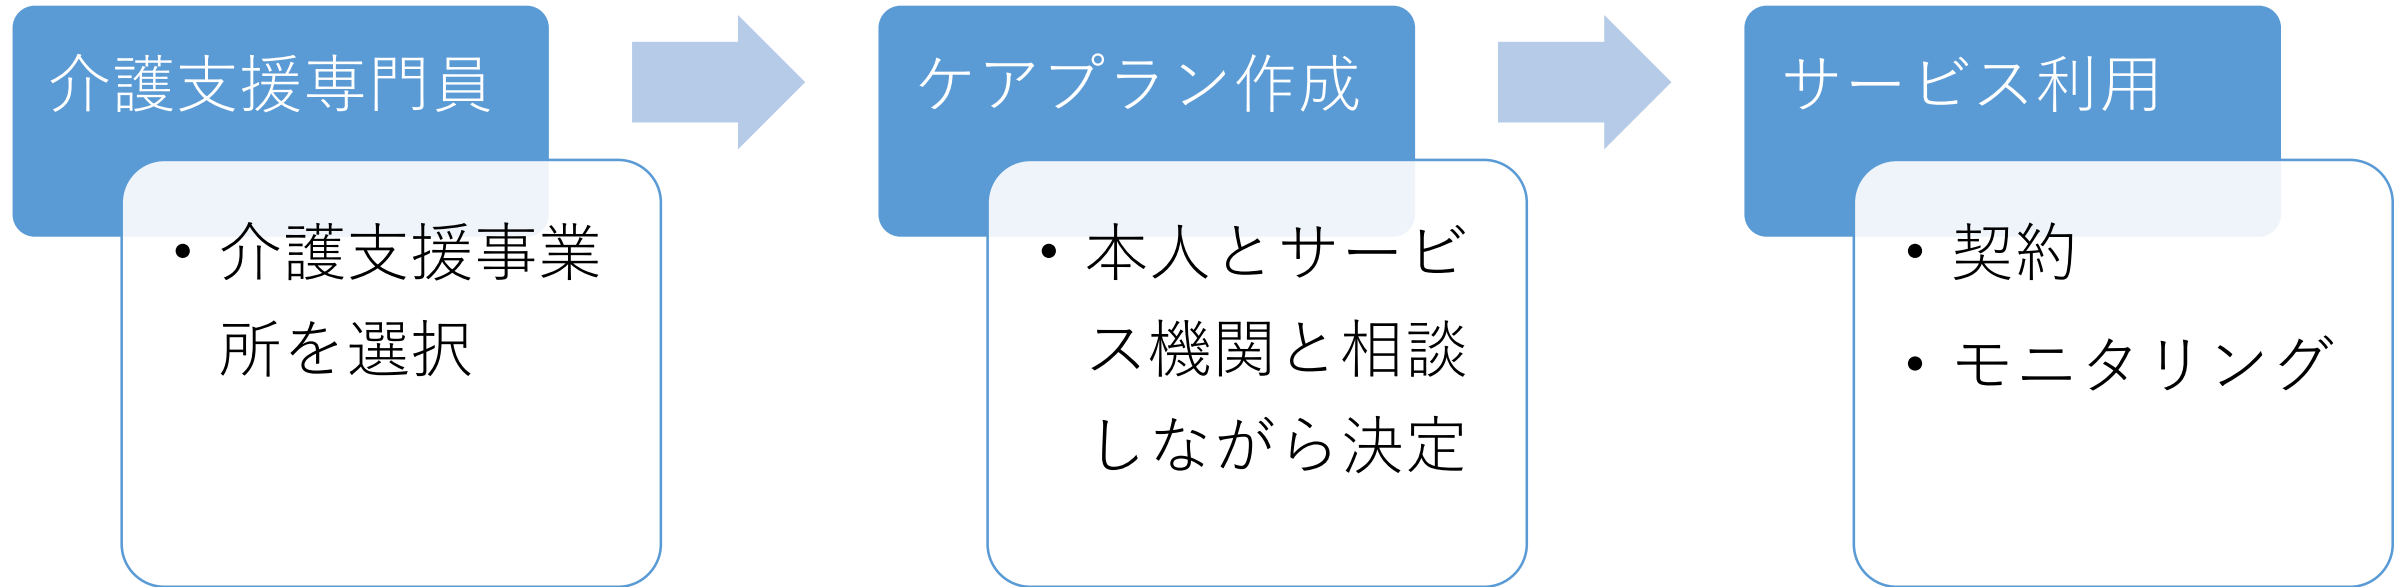 介護支援専門員
• 介護支援事業
所を選択
ケアプラン作成
• 本人とサービ
ス機関と相談
しながら決定
サービス利用
• 契約
• モニタリング